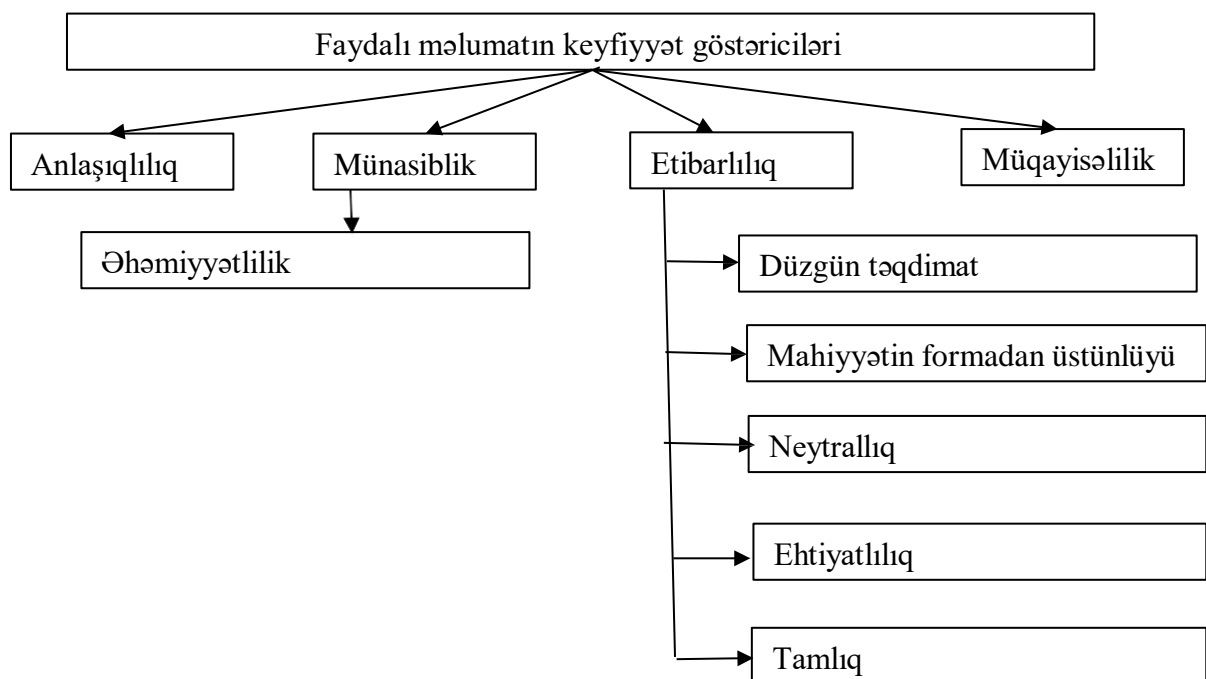 Faydalı məlumatın keyfiyyət göstəriciləri
Anlaşıqlılıq
Münasiblik
Etibarlılıq
Müqayisəlilik
Əhəmiyyətlilik
Düzgün təqdimat
Mahiyyətin formadan üstünlüyü
Neytrallıq
Ehtiyatlılıq
Tamlıq